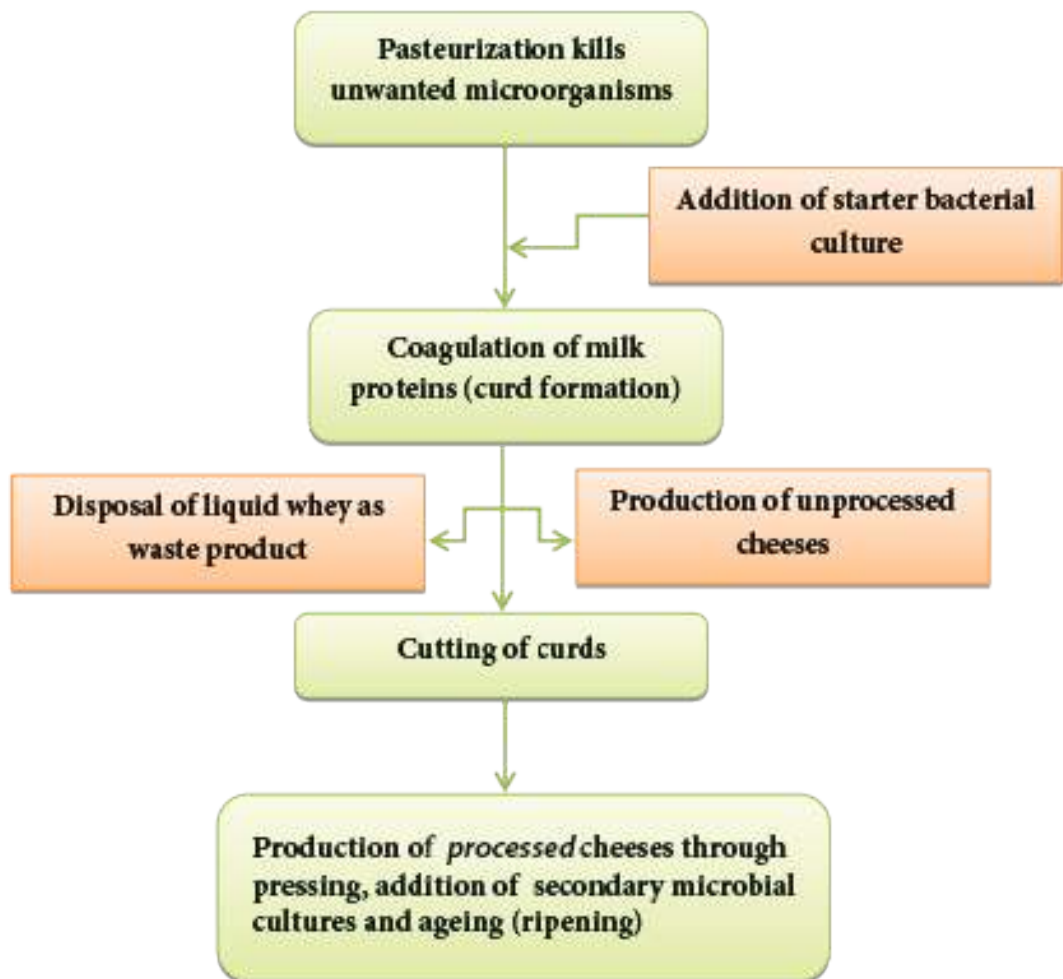 Pasteurization kills
unwanted microorganisms
Addition of starter bacterial
culture
Coagulation of milk
proteins (curd formation)
Disposal of liquid whey as
waste product
Production of unprocessed
cheeses
Cutting of curds
Production of processed cheeses through
pressing, addition of secondary microbial
cultures and ageing (ripening)